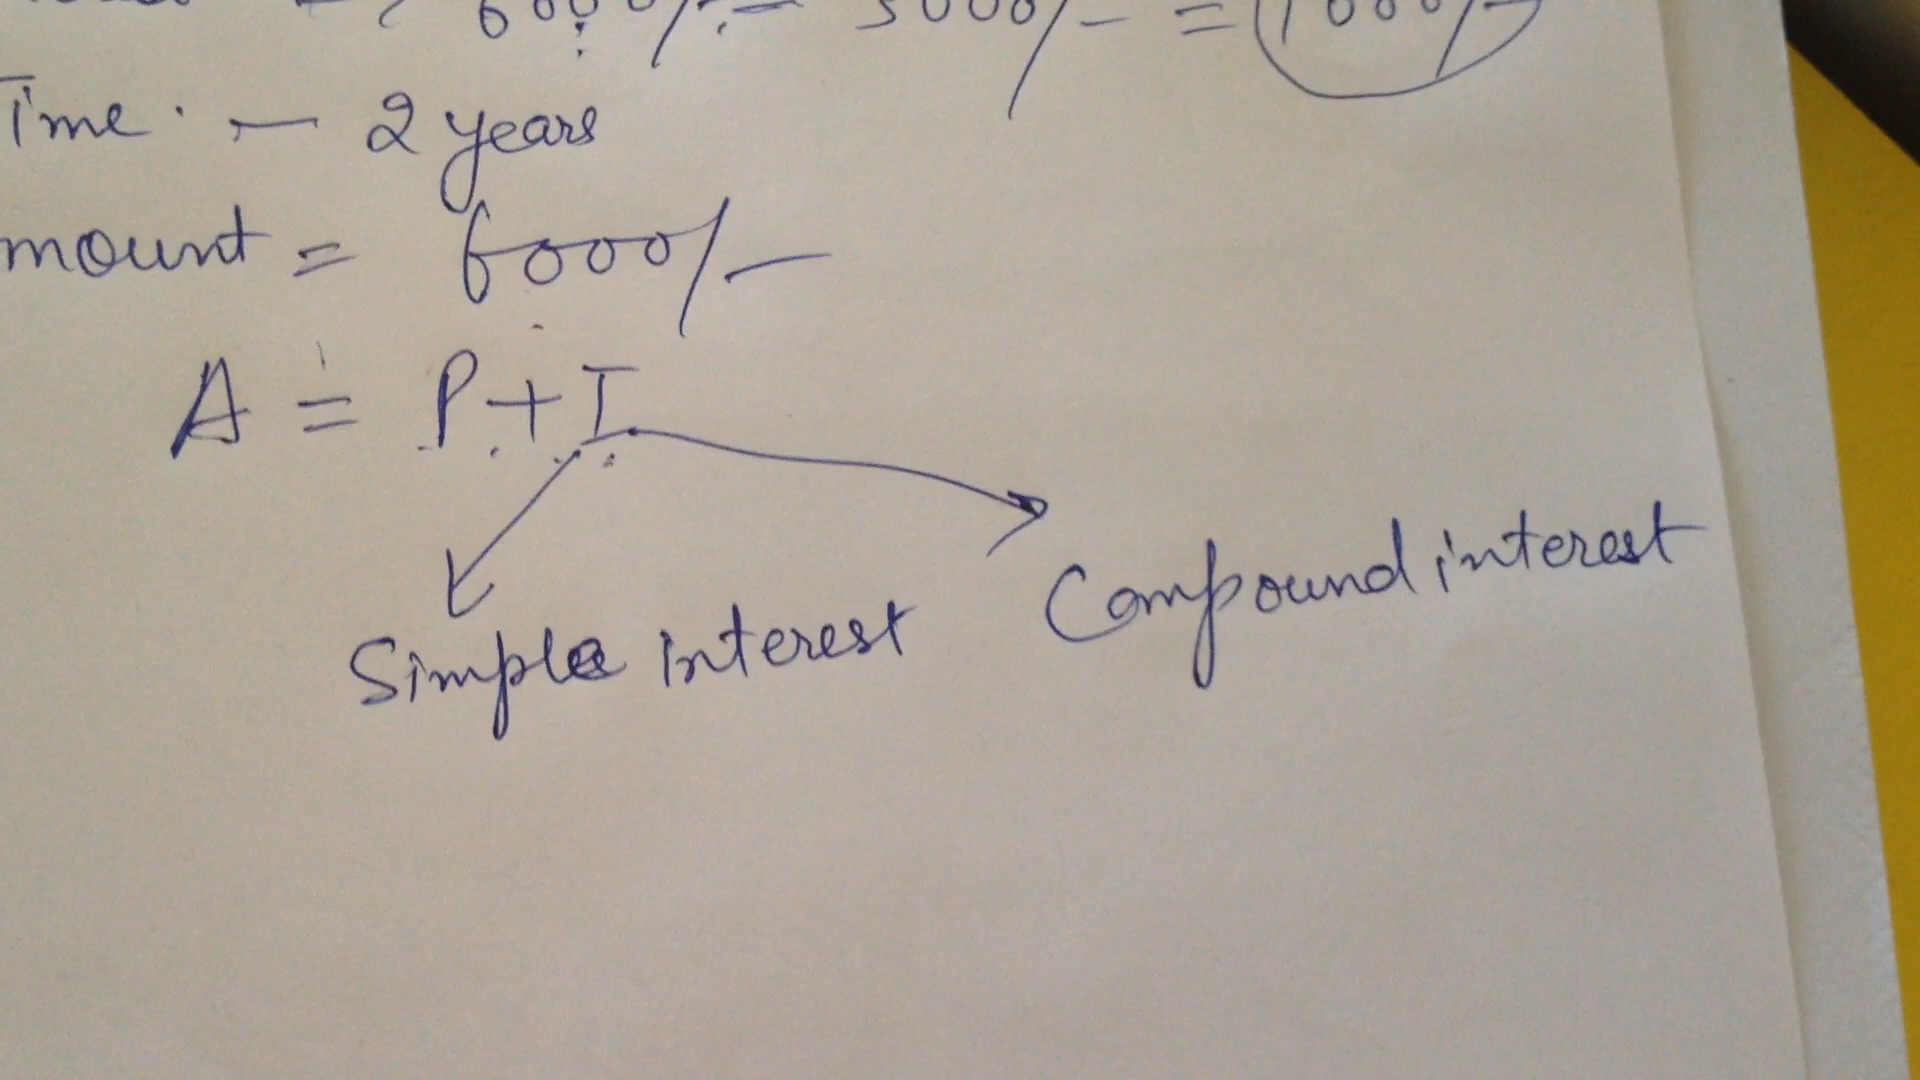 6000/- - 5000/- = 1000/-
Time - 2 years
mount = 6000/-
A = P+I
Simple interest
Compound interest